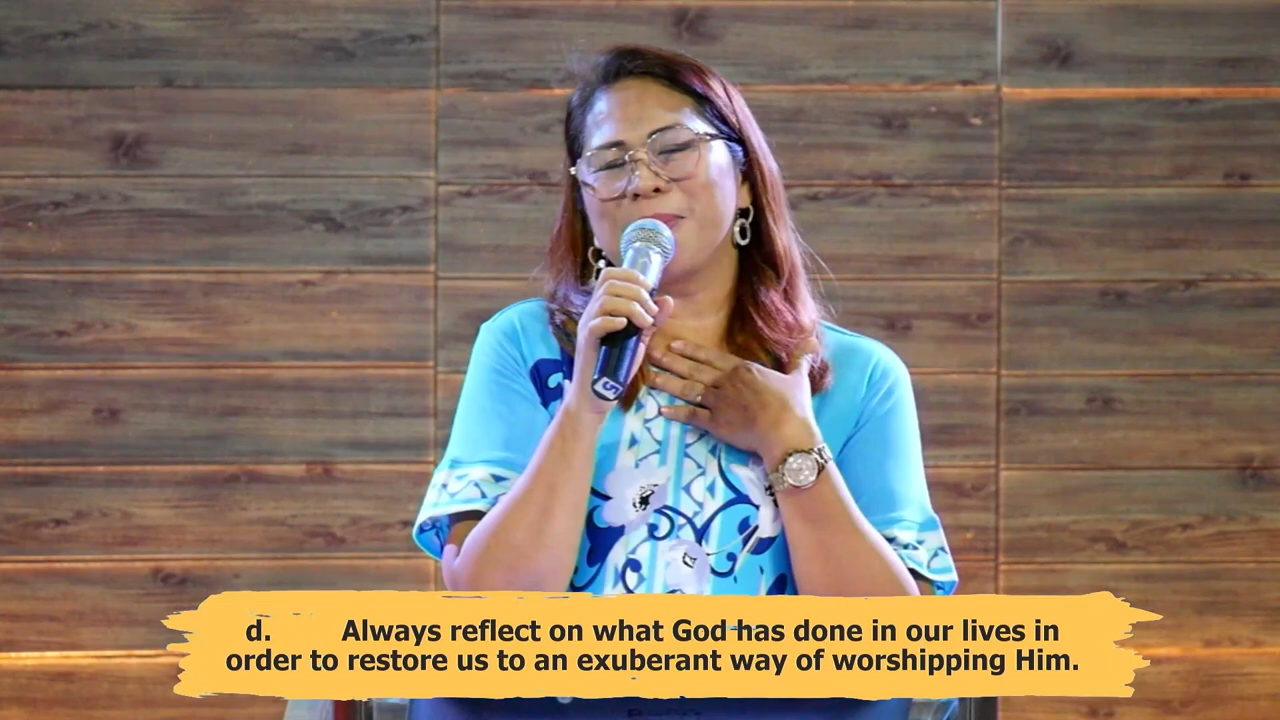 d. Always reflect on what God has done in our lives in
order to restore us to an exuberant way of worshipping Him.